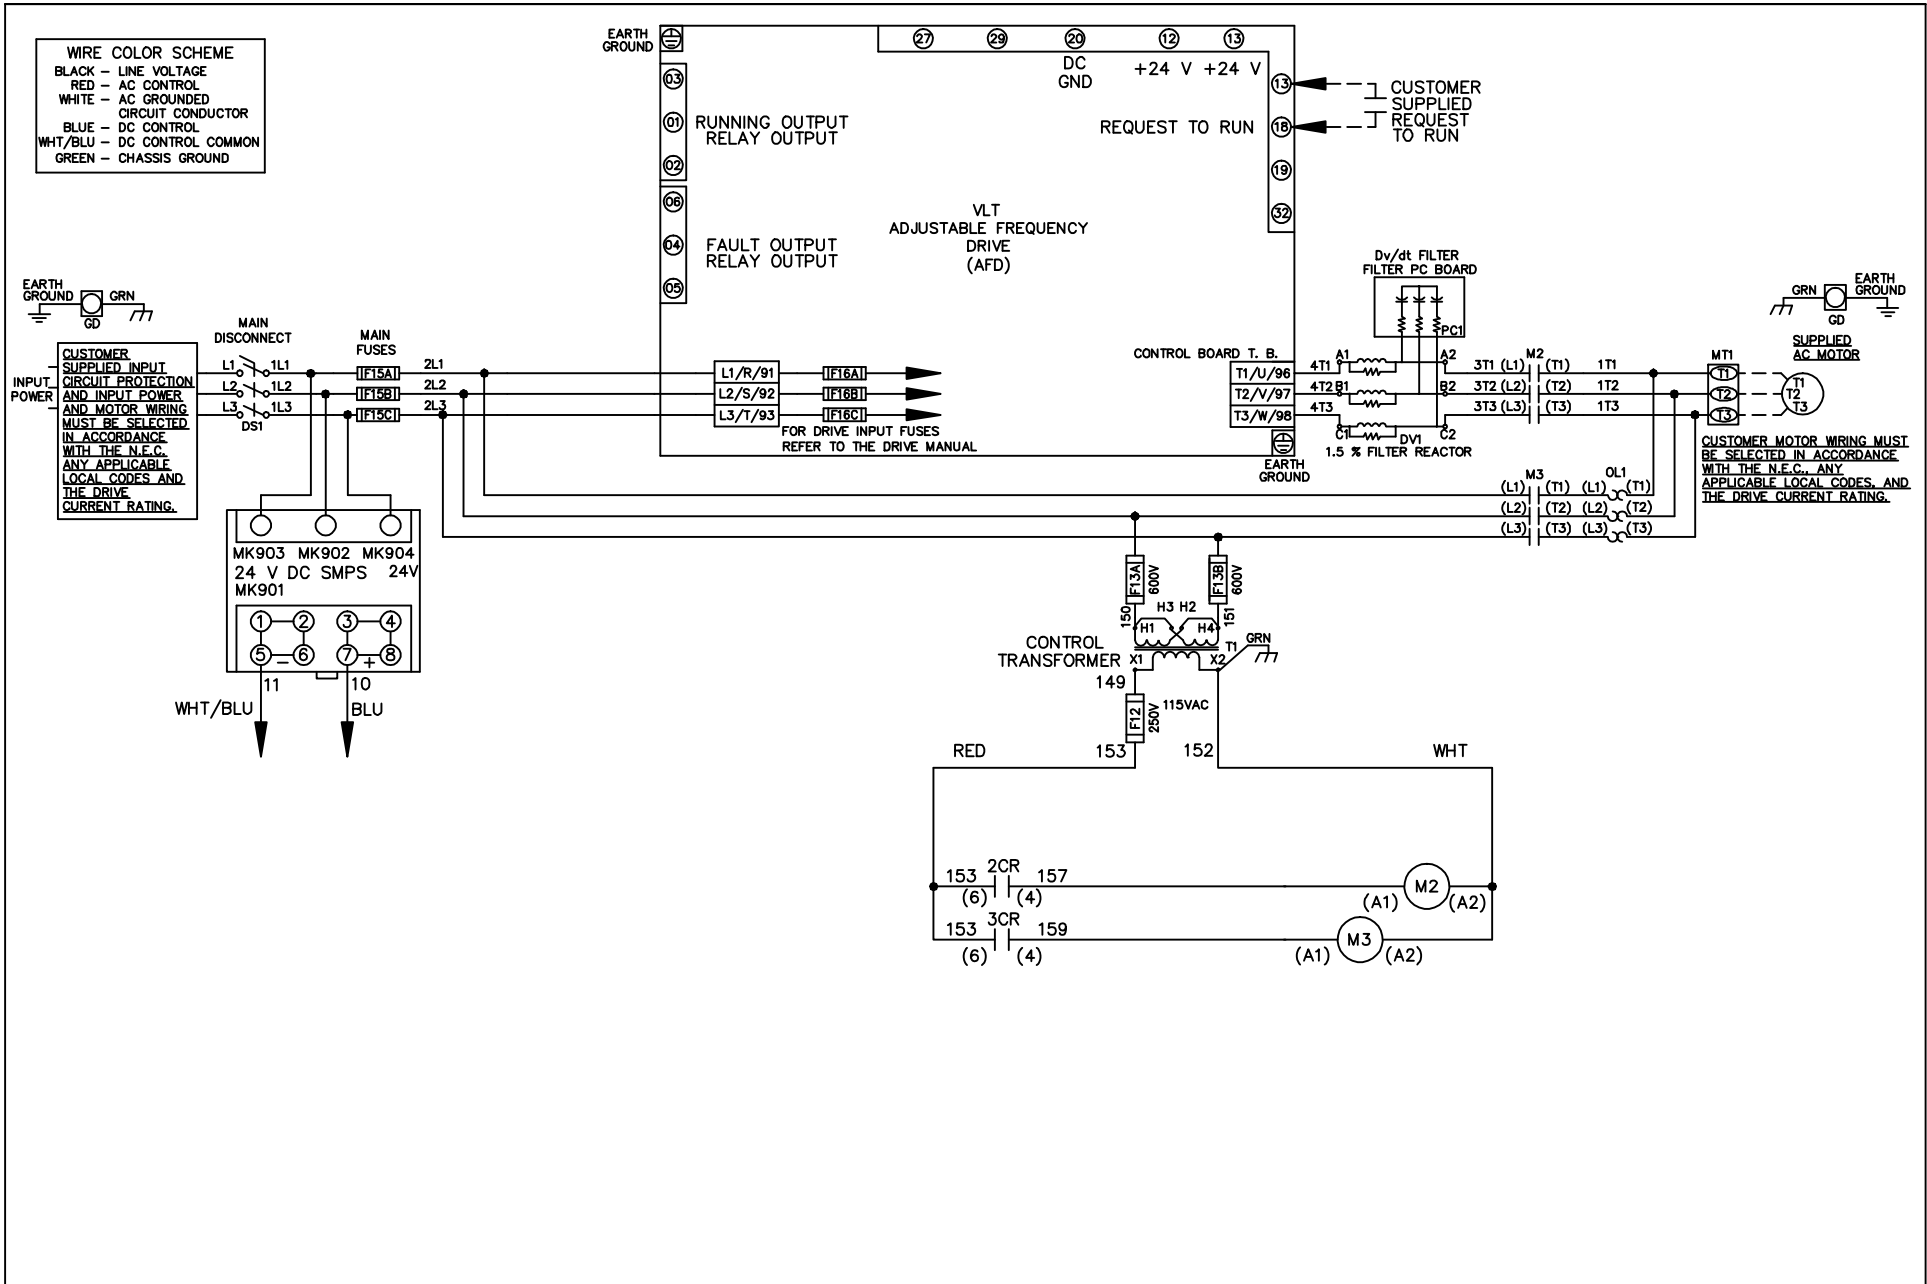 WIRE COLOR SCHEME
BLACK – LINE VOLTAGE
RED – AC CONTROL
WHITE – AC GROUNDED
CIRCUIT CONDUCTOR
BLUE – DC CONTROL
WHT/BLU – DC CONTROL COMMON
GREEN – CHASSIS GROUND
EARTH
GROUND
03
01
02
RUNNING OUTPUT
RELAY OUTPUT
06
04
05
FAULT OUTPUT
RELAY OUTPUT
27
29
20
12
13
DC
GND
+24 V
+24 V
13
18
19
32
REQUEST TO RUN
CUSTOMER
SUPPLIED
REQUEST
TO RUN
VLT
ADJUSTABLE FREQUENCY
DRIVE
(AFD)
EARTH
GROUND
GRN
GD
INPUT
POWER
CUSTOMER
SUPPLIED INPUT
CIRCUIT PROTECTION
AND INPUT POWER
AND MOTOR WIRING
MUST BE SELECTED
IN ACCORDANCE
WITH THE N.E.C.
ANY APPLICABLE
LOCAL CODES AND
THE DRIVE
CURRENT RATING.
MAIN
DISCONNECT
L1 1L1
L2 1L2
L3 1L3
DS1
MAIN
FUSES
F15A 2L1
F15B 2L2
F15C 2L3
L1/R/91 F16A
L2/S/92 F16B
L3/T/93 F16C
FOR DRIVE INPUT FUSES
REFER TO THE DRIVE MANUAL
CONTROL BOARD T. B.
T1/U/96
T2/V/97
T3/W/98
EARTH
GROUND
Dv/dt FILTER
FILTER PC BOARD
PC1
4T1 A1 A2
4T2 B1 B2
4T3
C1 C2
DV1
1.5 % FILTER REACTOR
M2
3T1 (L1) (T1) 1T1
3T2 (L2) (T2) 1T2
3T3 (L3) (T3) 1T3
MT1
T1
T2
T3
T1
T2
T3
GRN
EARTH
GROUND
GD
SUPPLIED
AC MOTOR
CUSTOMER MOTOR WIRING MUST
BE SELECTED IN ACCORDANCE
WITH THE N.E.C., ANY
APPLICABLE LOCAL CODES, AND
THE DRIVE CURRENT RATING.
M3 OL1
(L1) (T1) (L1) (T1)
(L2) (T2) (L2) (T2)
(L3) (T3) (L3) (T3)
MK903 MK902 MK904
24 V DC SMPS 24V
MK901
1 2 3 4
5 – 6 7 + 8
11 10
WHT/BLU BLU
F13A 600V
F13B 600V
150 151
H3 H2
H1 H4
CONTROL
TRANSFORMER
X1 X2 T1
GRN
149
F12 250V
115VAC
RED 153 152 WHT
2CR
153 157
(6) (4)
M2
(A1) (A2)
3CR
153 159
(6) (4)
M3
(A1) (A2)